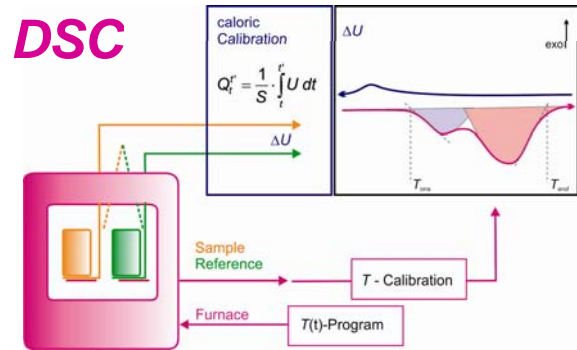 DSC
caloric
Calibration
Q_t^{t'} = 1/S · ∫_t^{t'} U dt
ΔU
ΔU
exo
T_ons
T_end
Sample
Reference
T - Calibration
Furnace
T(t)-Program